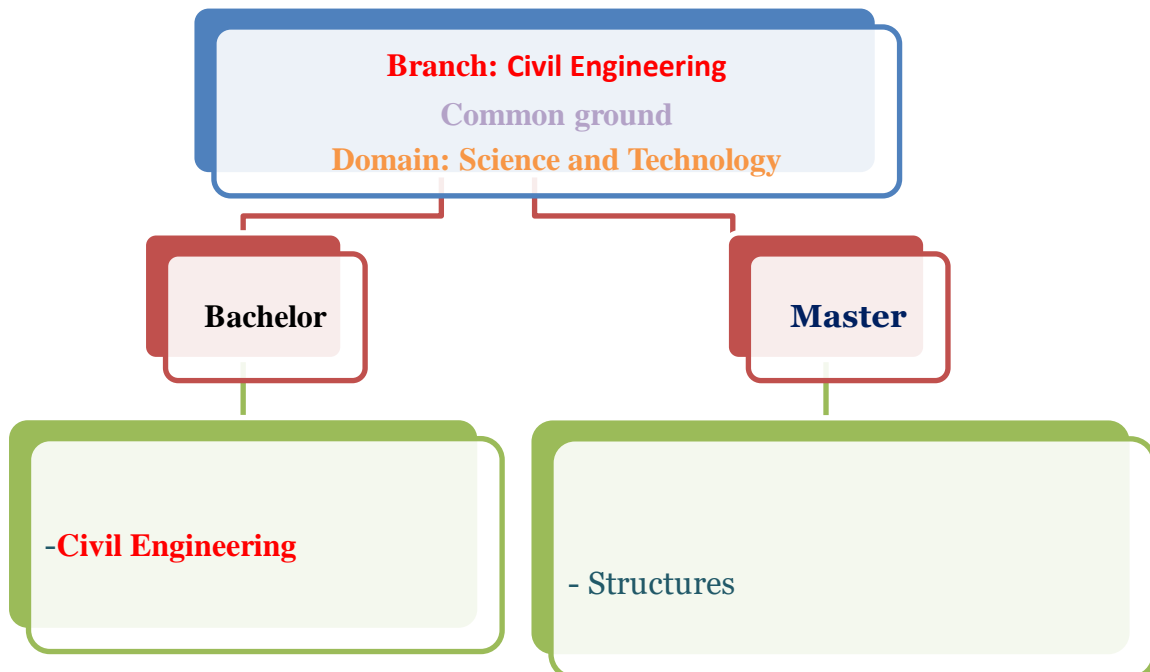 Branch: Civil Engineering
Common ground
Domain: Science and Technology
Bachelor
Master
-Civil Engineering
- Structures